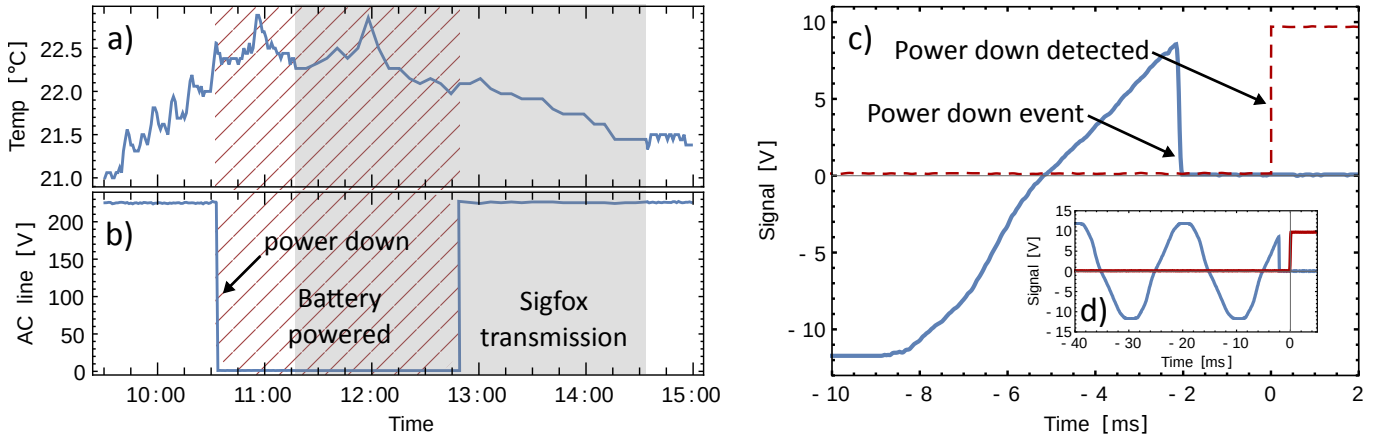 a)
Temp [°C]
22.5
22.0
21.5
21.0
b)
AC line [V]
200
150
100
50
0
power down
Battery
powered
Sigfox
transmission
10:00 11:00 12:00 13:00 14:00 15:00
Time
c)
Signal [V]
10
5
0
- 5
- 10
Power down detected
Power down event
- 10 - 8 - 6 - 4 - 2 0 2
Time [ms]
d)
Signal [V]
15
10
5
0
- 5
- 10
- 15
- 40 - 30 - 20 - 10 0
Time [ms]